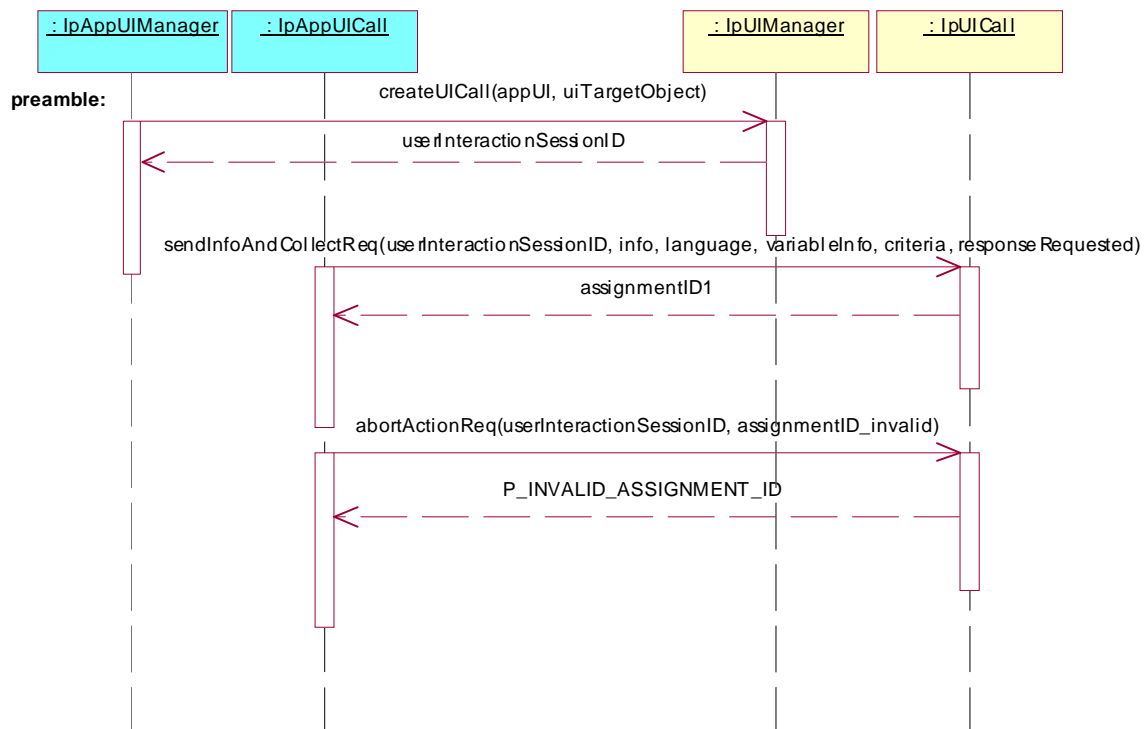 : IpAppUIManager
: IpAppUICall
: IpUIManager
: IpUICall
preamble:
createUICall(appUI, uiTargetObject)
userInteractionSessionID
sendInfoAndCollectReq(userInteractionSessionID, info, language, variableInfo, criteria, responseRequested)
assignmentID1
abortActionReq(userInteractionSessionID, assignmentID_invalid)
P_INVALID_ASSIGNMENT_ID